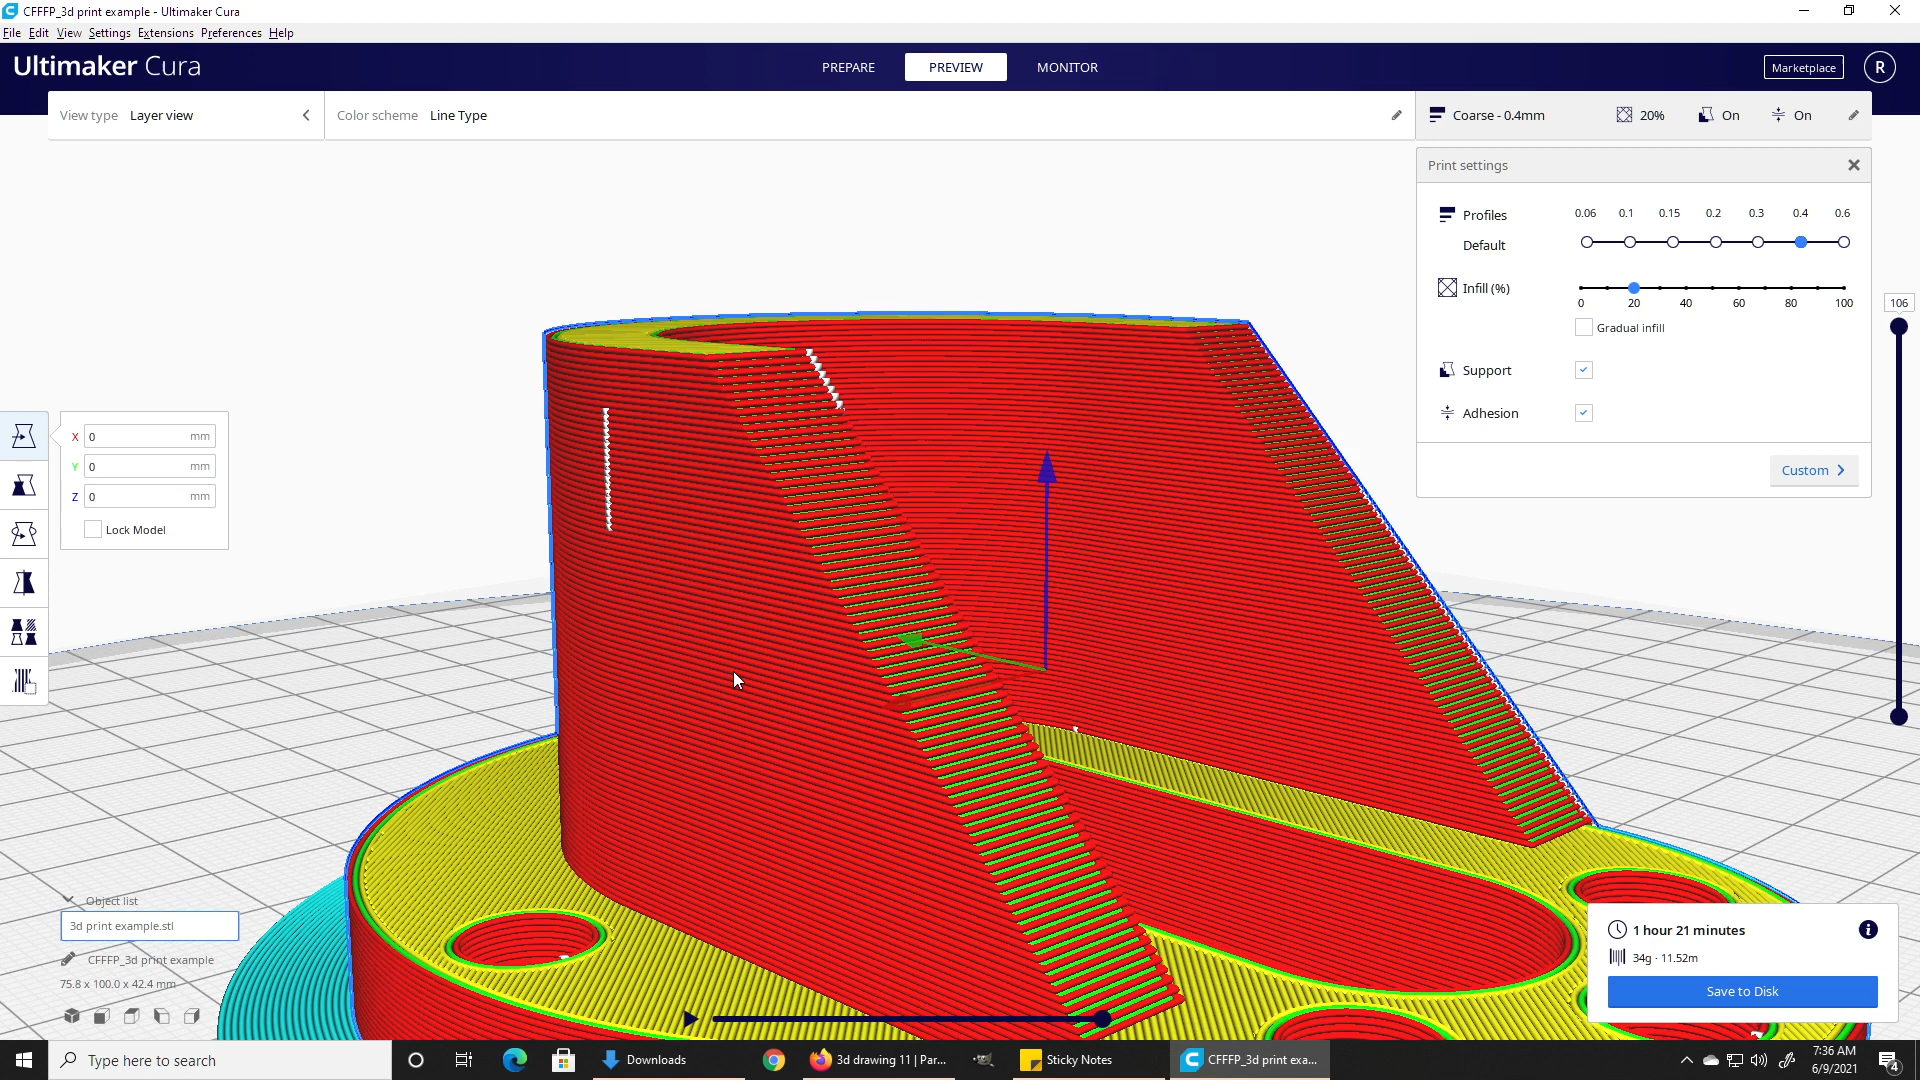 CFFFP_3d print example - Ultimaker Cura
File Edit View Settings Extensions Preferences Help
Ultimaker Cura
PREPARE
PREVIEW
MONITOR
Marketplace
R
View type Layer view
Color scheme Line Type
Coarse - 0.4mm
20%
On
On
Print settings
Profiles
0.06 0.1 0.15 0.2 0.3 0.4 0.6
Default
Infill (%)
0 20 40 60 80 100
Gradual infill
Support
Adhesion
Custom
106
X 0 mm
Y 0 mm
Z 0 mm
Lock Model
Object list
3d print example.stl
CFFFP_3d print example
75.8 x 100.0 x 42.4 mm
1 hour 21 minutes
34g · 11.52m
Save to Disk
Type here to search
Downloads
3d drawing 11 | Par...
Sticky Notes
CFFFP_3d print exa...
7:36 AM
6/9/2021
4